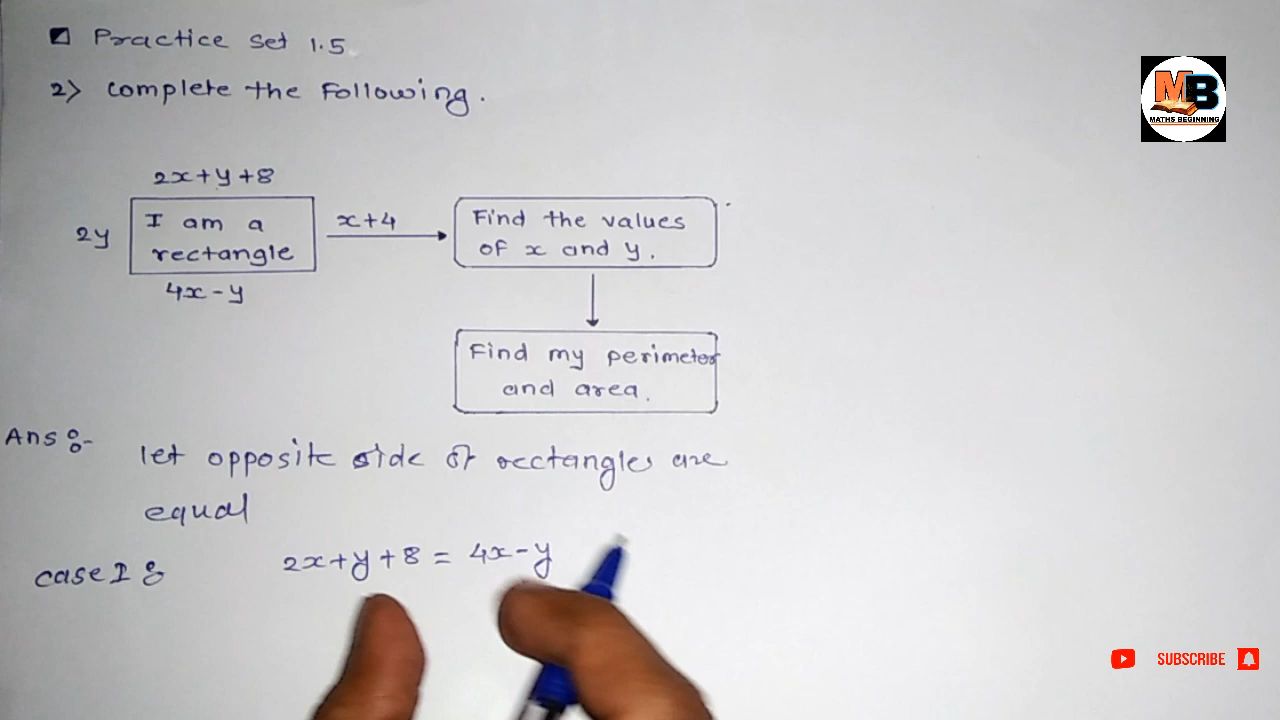 Practice Set 1.5
2) Complete the Following.
2x+y+8
2y
I am a
rectangle
x+4
4x-y
Find the values
of x and y.
Find my perimeter
and area.
Ans:-
let opposite side of rectangles are
equal
case I:
2x+y+8 = 4x-y
MB
MATHS BEGINNING
SUBSCRIBE